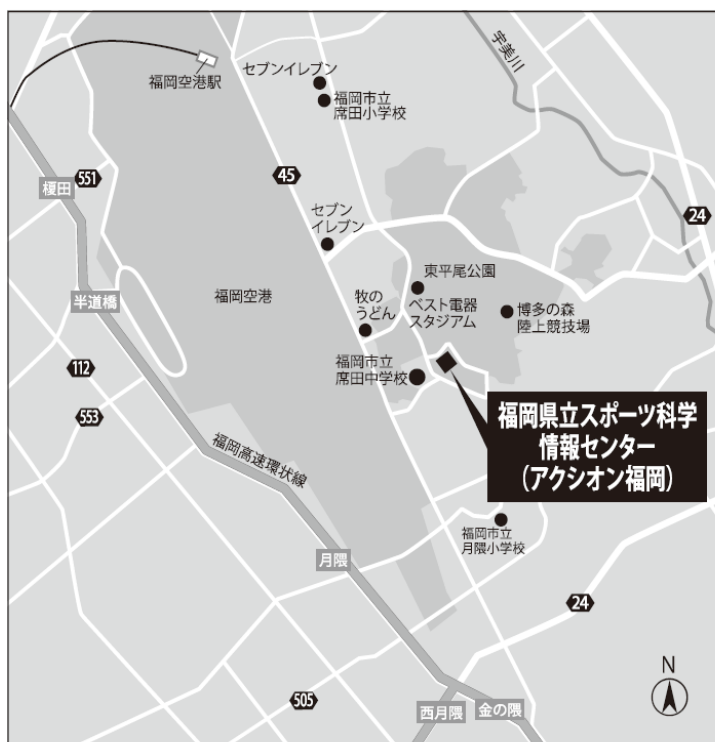 宇美川
セブンイレブン
福岡空港駅
福岡市立
席田小学校
551
45
榎田
24
セブン
イレブン
東平尾公園
福岡空港
半道橋
牧の
うどん
ベスト電器
スタジアム
博多の森
陸上競技場
112
福岡市立
席田中学校
553
福岡県立スポーツ科学
情報センター
(アクシオン福岡)
福岡高速環状線
福岡市立
月隈小学校
月隈
24
N
505
西月隈
金の隈